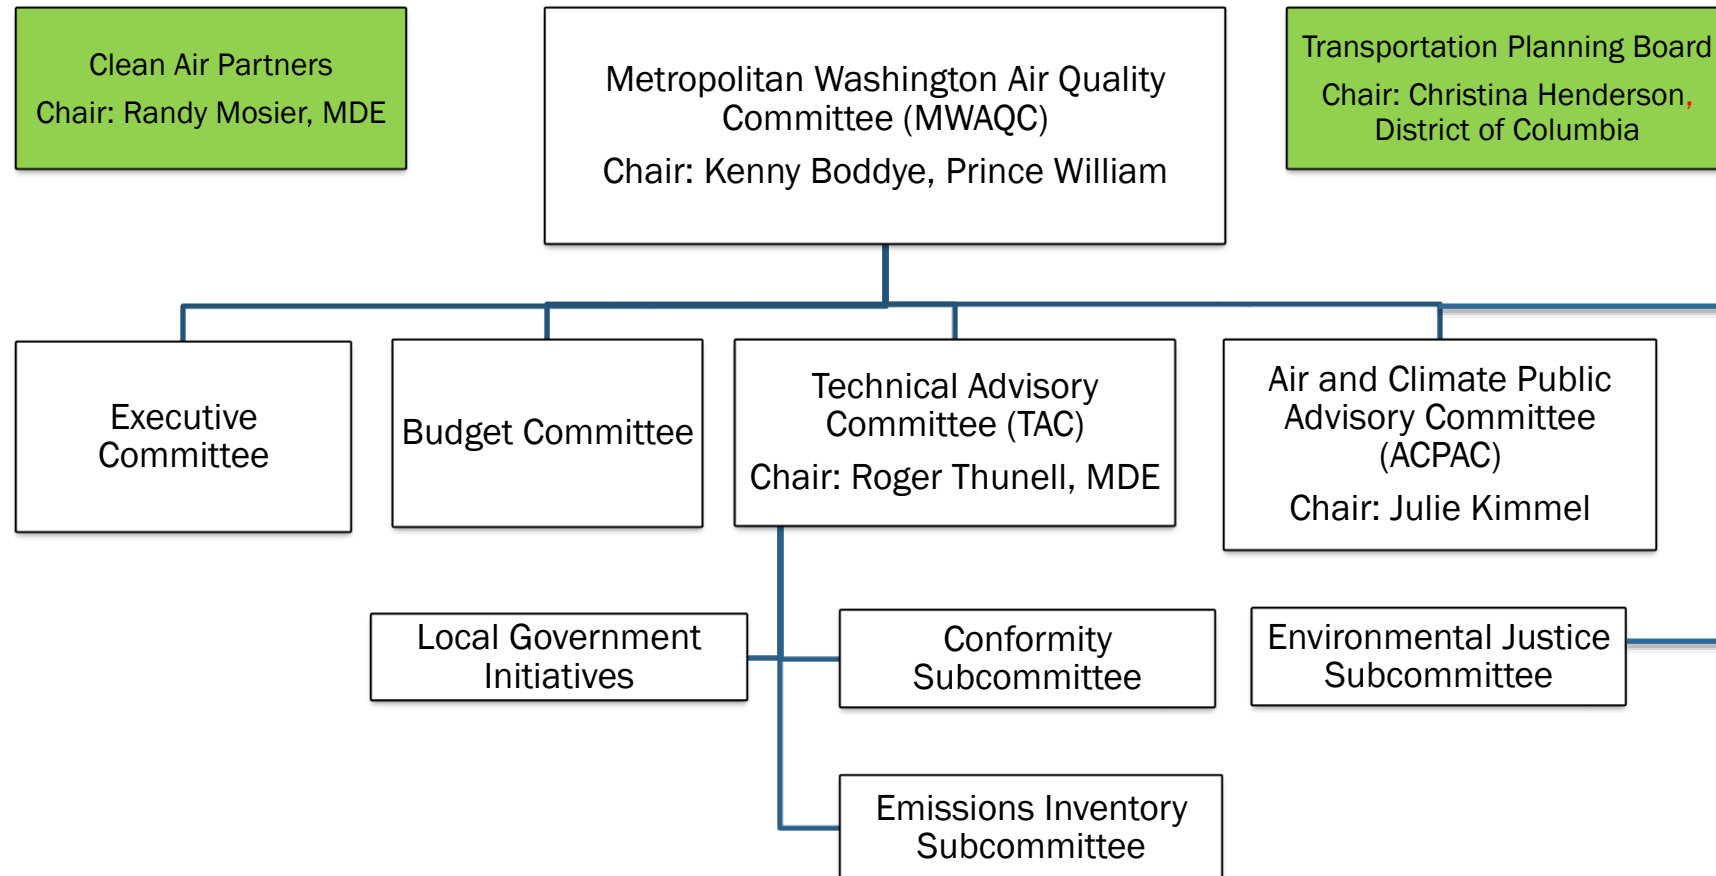 Clean Air Partners
Chair: Randy Mosier, MDE
Metropolitan Washington Air Quality
Committee (MWAQC)
Chair: Kenny Boddye, Prince William
Transportation Planning Board
Chair: Christina Henderson,
District of Columbia
Executive
Committee
Budget Committee
Technical Advisory
Committee (TAC)
Chair: Roger Thunell, MDE
Air and Climate Public
Advisory Committee
(ACPAC)
Chair: Julie Kimmel
Local Government
Initiatives
Conformity
Subcommittee
Environmental Justice
Subcommittee
Emissions Inventory
Subcommittee